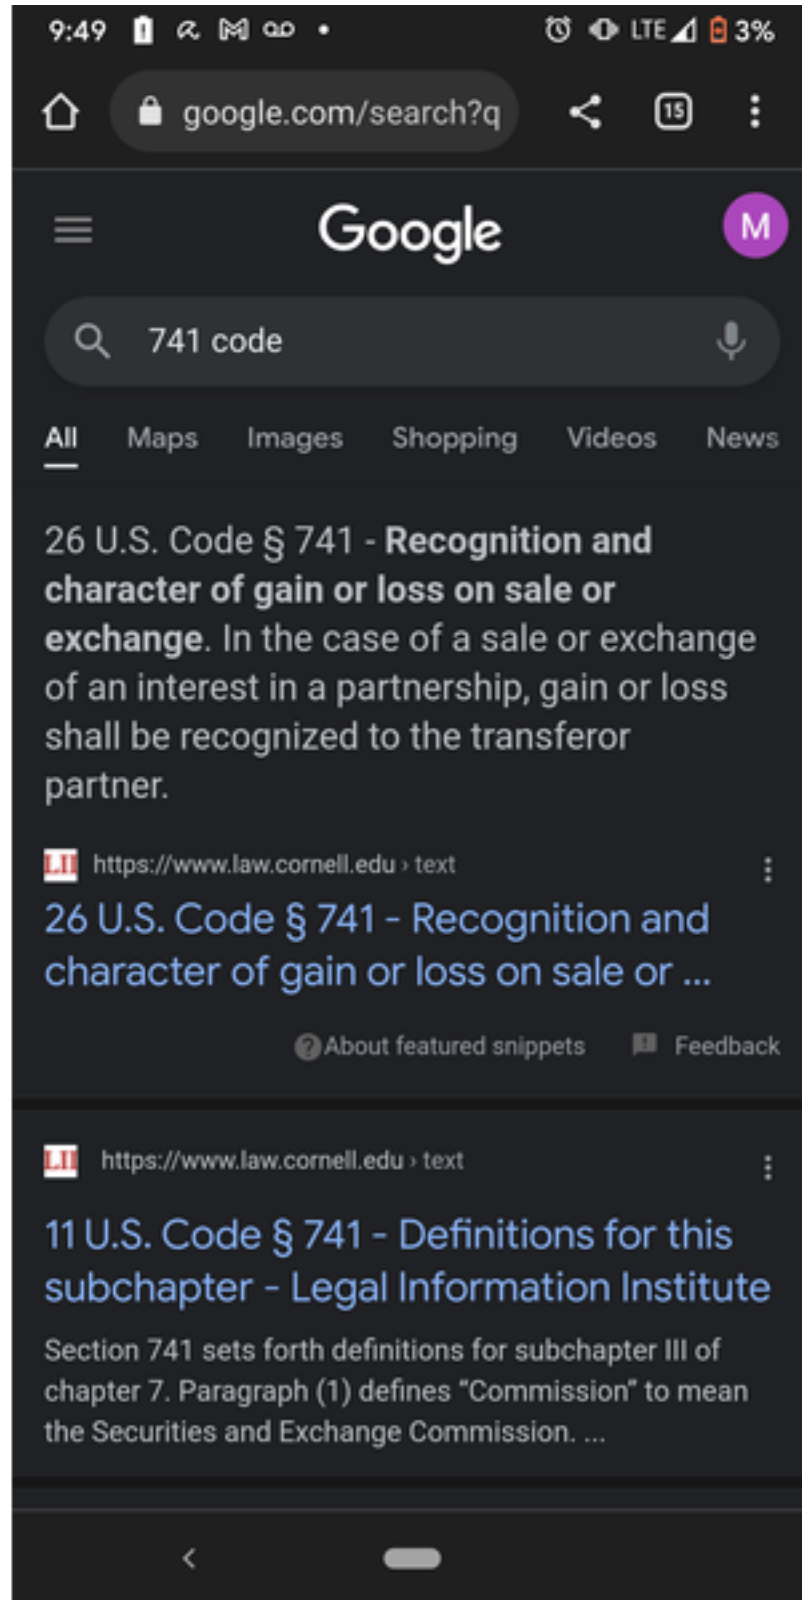 9:49 LTE 3%
google.com/search?q 15
Google M
741 code
All Maps Images Shopping Videos News
26 U.S. Code § 741 - Recognition and
character of gain or loss on sale or
exchange. In the case of a sale or exchange
of an interest in a partnership, gain or loss
shall be recognized to the transferor
partner.
LII https://www.law.cornell.edu › text
26 U.S. Code § 741 - Recognition and
character of gain or loss on sale or ...
About featured snippets Feedback
LII https://www.law.cornell.edu › text
11 U.S. Code § 741 - Definitions for this
subchapter - Legal Information Institute
Section 741 sets forth definitions for subchapter III of
chapter 7. Paragraph (1) defines “Commission” to mean
the Securities and Exchange Commission. ...